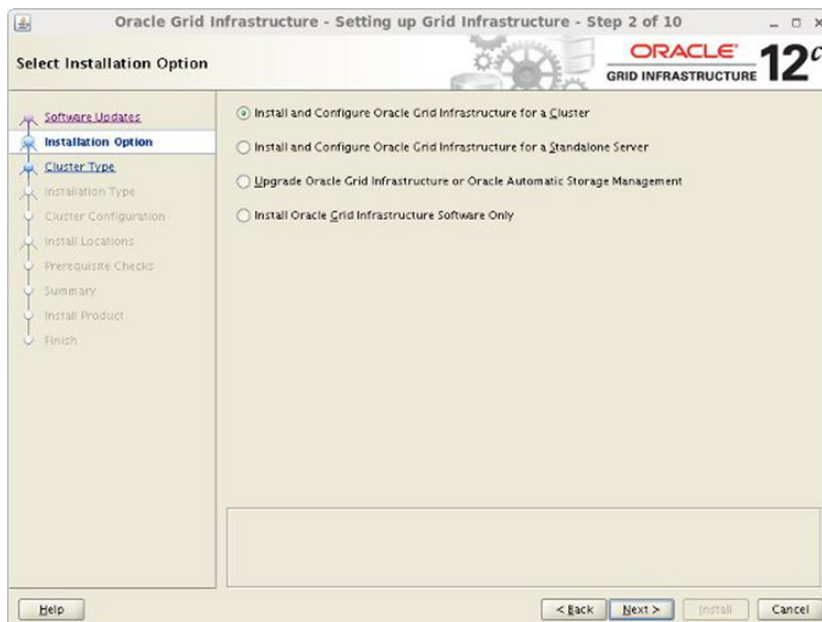 Oracle Grid Infrastructure - Setting up Grid Infrastructure - Step 2 of 10
Select Installation Option
ORACLE
GRID INFRASTRUCTURE
12c
Software Updates
Installation Option
Cluster Type
Installation Type
Cluster Configuration
Install Locations
Prerequisite Checks
Summary
Install Product
Finish
Install and Configure Oracle Grid Infrastructure for a Cluster
Install and Configure Oracle Grid Infrastructure for a Standalone Server
Upgrade Oracle Grid Infrastructure or Oracle Automatic Storage Management
Install Oracle Grid Infrastructure Software Only
Help
< Back
Next >
Install
Cancel